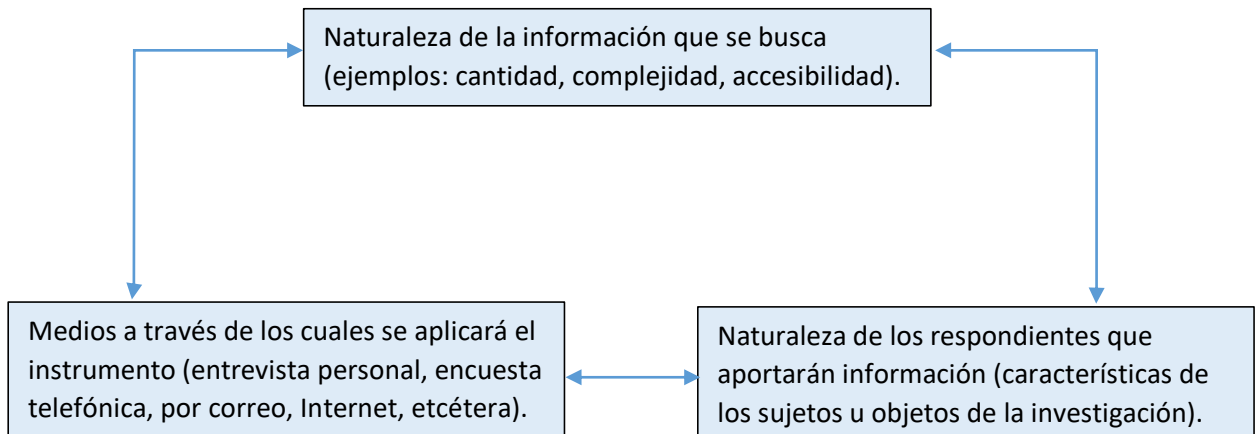 Naturaleza de la información que se busca
(ejemplos: cantidad, complejidad, accesibilidad).
Medios a través de los cuales se aplicará el
instrumento (entrevista personal, encuesta
telefónica, por correo, Internet, etcétera).
Naturaleza de los respondientes que
aportarán información (características de
los sujetos u objetos de la investigación).